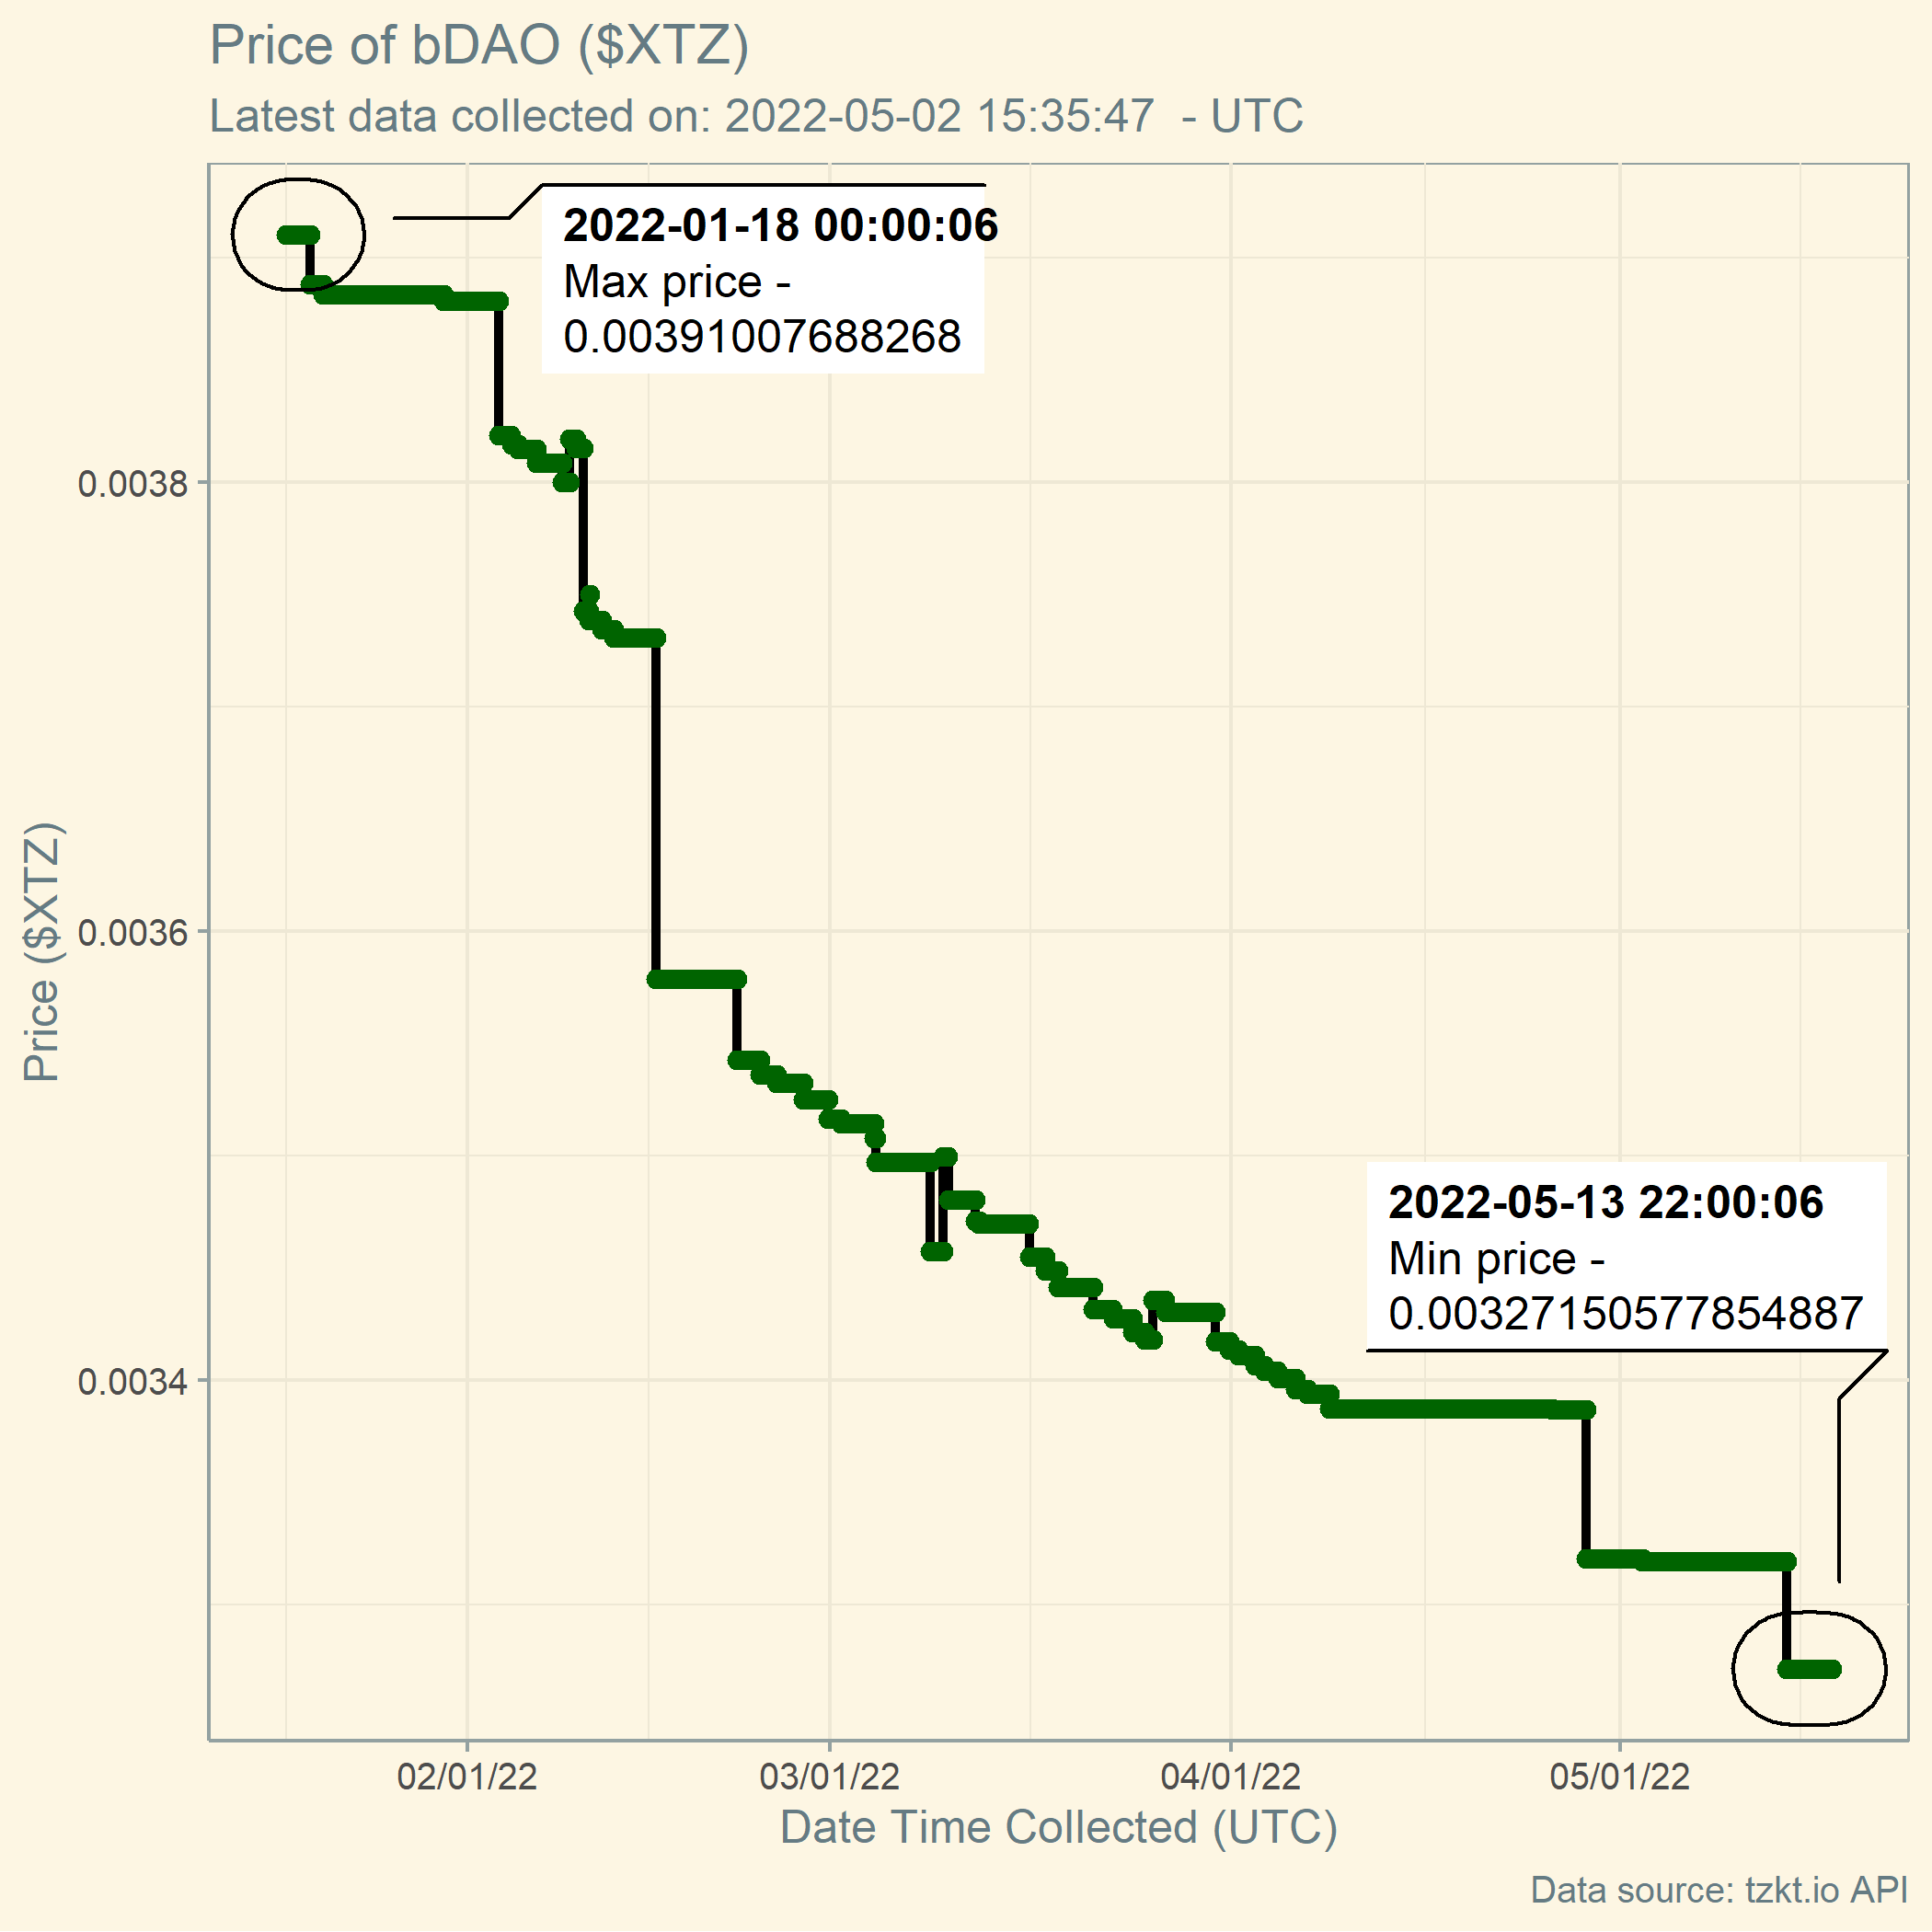 Price of bDAO ($XTZ)
Latest data collected on: 2022-05-02 15:35:47  - UTC
2022-01-18 00:00:06
Max price -
0.00391007688268
0.0038
Price ($XTZ)
0.0036
2022-05-13 22:00:06
Min price -
0.00327150577854887
0.0034
02/01/22
03/01/22
04/01/22
05/01/22
Date Time Collected (UTC)
Data source: tzkt.io API